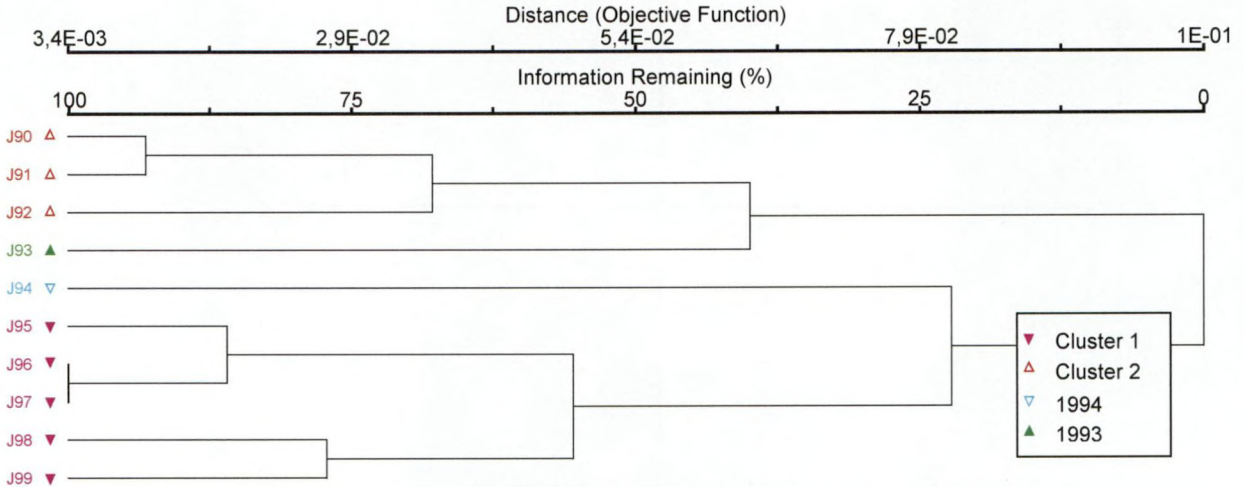 Distance (Objective Function)
3,4E-03 2,9E-02 5,4E-02 7,9E-02 1E-01
Information Remaining (%)
100 75 50 25 0
J90
J91
J92
J93
J94
J95
J96
J97
J98
J99
Cluster 1
Cluster 2
1994
1993